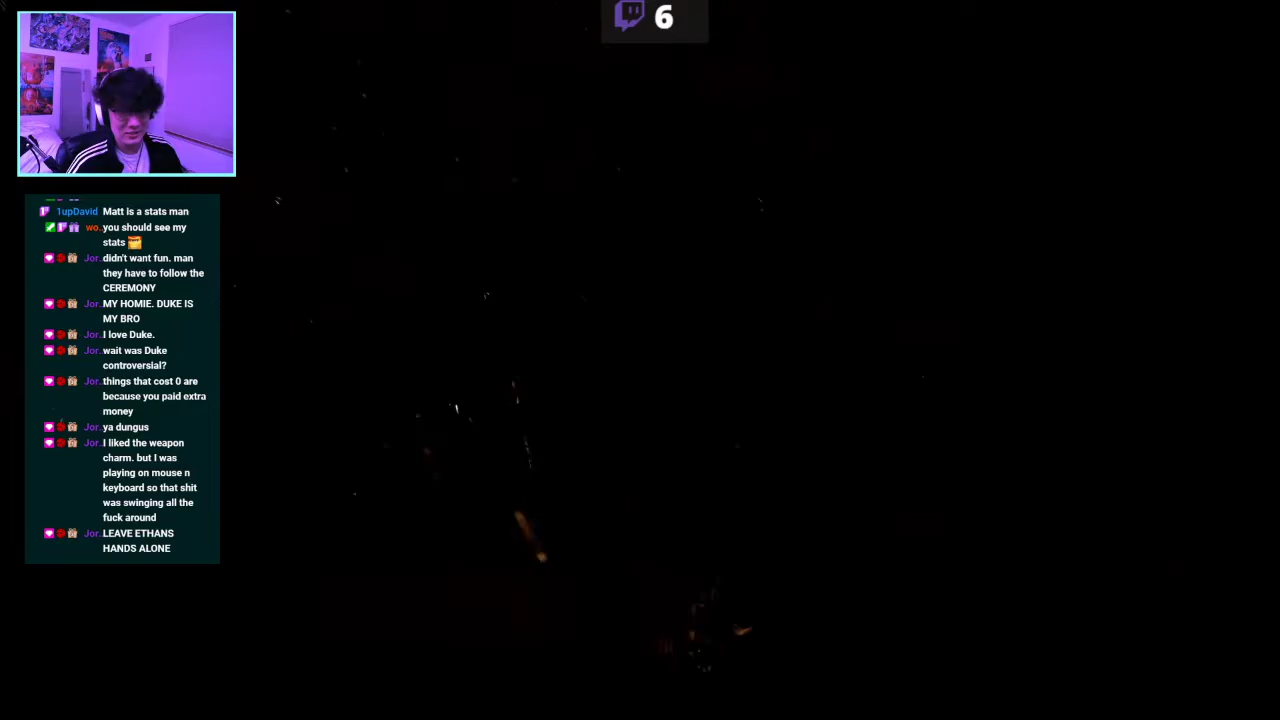 6
1upDavid Matt is a stats man
wo.. you should see my
stats
Jor.. didn't want fun. man
they have to follow the
CEREMONY
Jor.. MY HOMIE. DUKE IS
MY BRO
Jor.. I love Duke.
Jor.. wait was Duke
controversial?
Jor.. things that cost 0 are
because you paid extra
money
Jor.. ya dungus
Jor.. I liked the weapon
charm. but I was
playing on mouse n
keyboard so that shit
was swinging all the
fuck around
Jor.. LEAVE ETHANS
HANDS ALONE